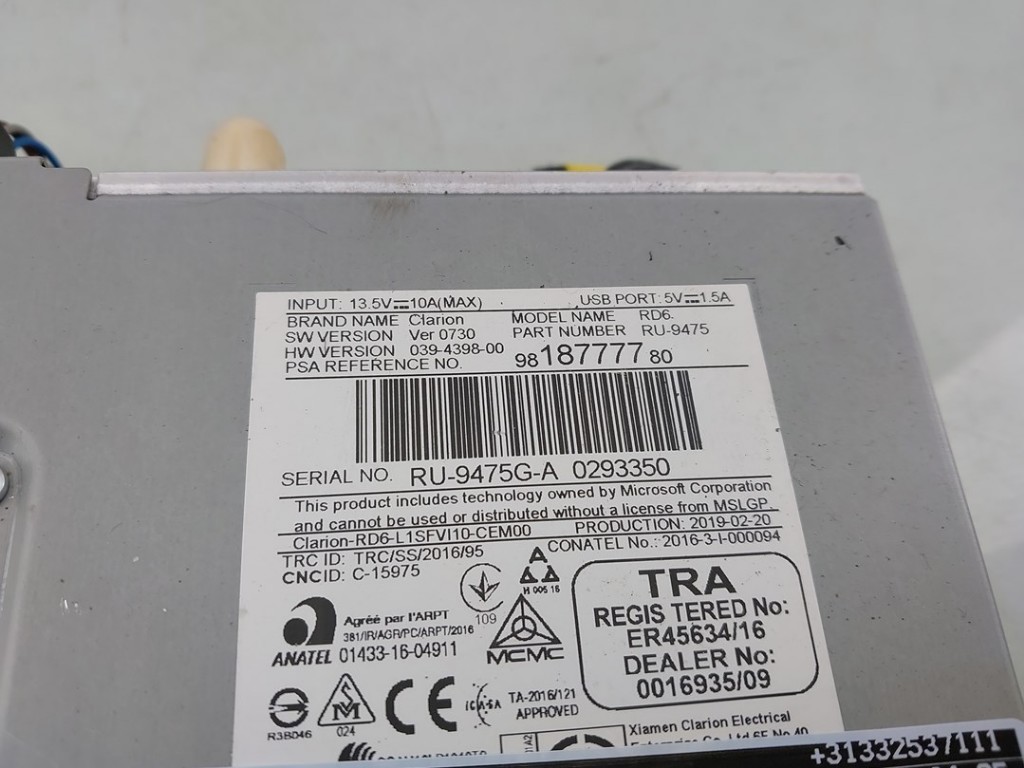 INPUT: 13.5V⎓10A(MAX) USB PORT: 5V⎓1.5A
BRAND NAME Clarion MODEL NAME RD6.
SW VERSION Ver 0730 PART NUMBER RU-9475
HW VERSION 039-4398-00
PSA REFERENCE NO. 98 187777 80
SERIAL NO. RU-9475G-A 0293350
This product includes technology owned by Microsoft Corporation
and cannot be used or distributed without a license from MSLGP.
Clarion-RD6-L1SFVI10-CEM00 PRODUCTION: 2019-02-20
TRC ID: TRC/SS/2016/95 CONATEL No.: 2016-3-I-000094
CNCID: C-15975
109
H 006 16
Agréé par l'ARPT
381/IR/AGR/PC/ARPT/2016
ANATEL 01433-16-04911
MCMC
TRA
REGIS TERED No:
ER45634/16
DEALER No:
0016935/09
R3B046
024
CE
ICASA
TA-2016/121
APPROVED
Xiamen Clarion Electrical
+31332537111